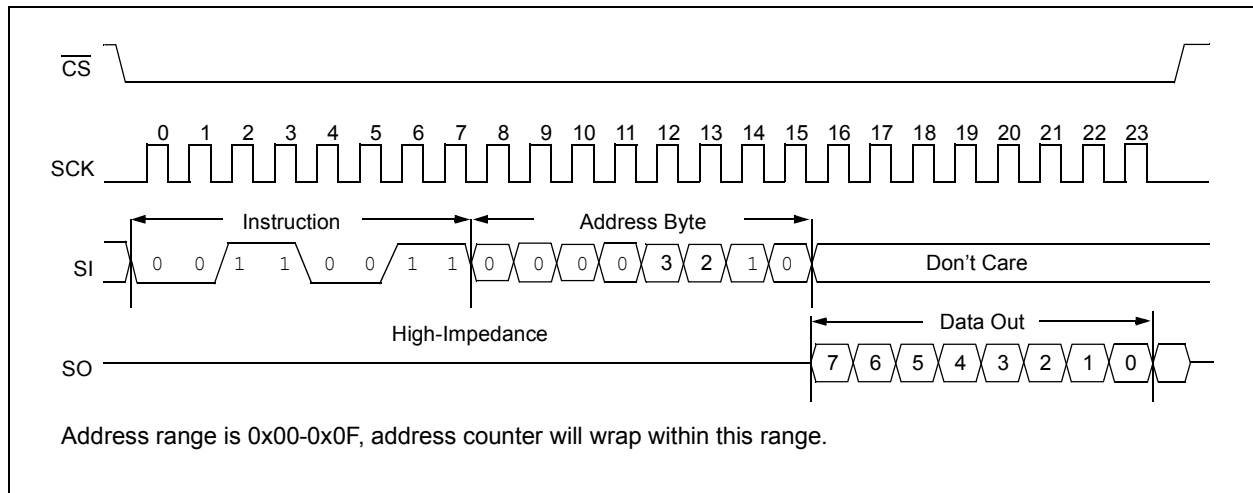 CS
0 1 2 3 4 5 6 7 8 9 10 11 12 13 14 15 16 17 18 19 20 21 22 23
SCK
Instruction Address Byte
SI 0 0 1 1 0 0 1 1 0 0 0 0 3 2 1 0 Don't Care
High-Impedance Data Out
SO 7 6 5 4 3 2 1 0
Address range is 0x00-0x0F, address counter will wrap within this range.